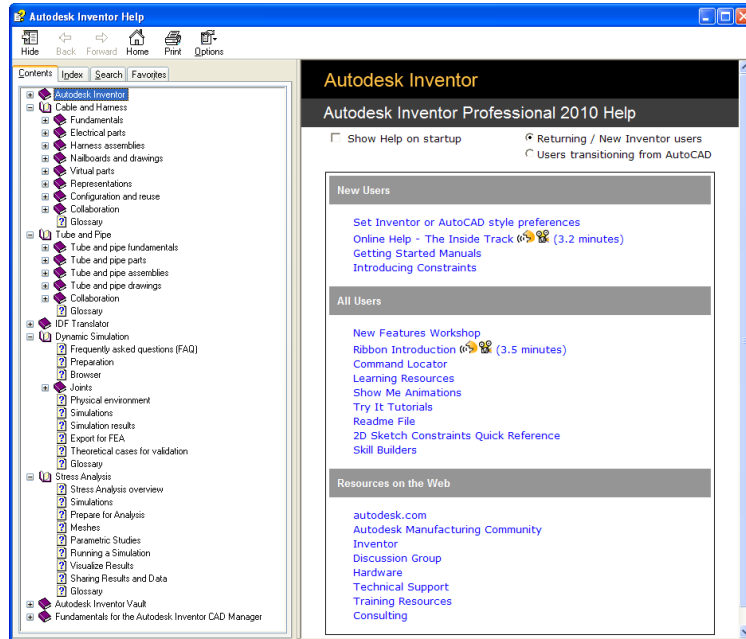 Autodesk Inventor Help
Hide Back Forward Home Print Options
Contents Index Search Favorites
Autodesk Inventor
Cable and Harness
Fundamentals
Electrical parts
Harness assemblies
Nailboards and drawings
Virtual parts
Representations
Configuration and reuse
Collaboration
Glossary
Tube and Pipe
Tube and pipe fundamentals
Tube and pipe parts
Tube and pipe assemblies
Tube and pipe drawings
Collaboration
Glossary
IDF Translator
Dynamic Simulation
Frequently asked questions (FAQ)
Preparation
Browser
Joints
Physical environment
Simulations
Simulation results
Export for FEA
Theoretical cases for validation
Glossary
Stress Analysis
Stress Analysis overview
Simulations
Prepare for Analysis
Meshes
Parametric Studies
Running a Simulation
Visualize Results
Sharing Results and Data
Glossary
Autodesk Inventor Vault
Fundamentals for the Autodesk Inventor CAD Manager
Autodesk Inventor
Autodesk Inventor Professional 2010 Help
Show Help on startup
Returning / New Inventor users
Users transitioning from AutoCAD
New Users
Set Inventor or AutoCAD style preferences
Online Help - The Inside Track (3.2 minutes)
Getting Started Manuals
Introducing Constraints
All Users
New Features Workshop
Ribbon Introduction (3.5 minutes)
Command Locator
Learning Resources
Show Me Animations
Try It Tutorials
Readme File
2D Sketch Constraints Quick Reference
Skill Builders
Resources on the Web
autodesk.com
Autodesk Manufacturing Community
Inventor
Discussion Group
Hardware
Technical Support
Training Resources
Consulting